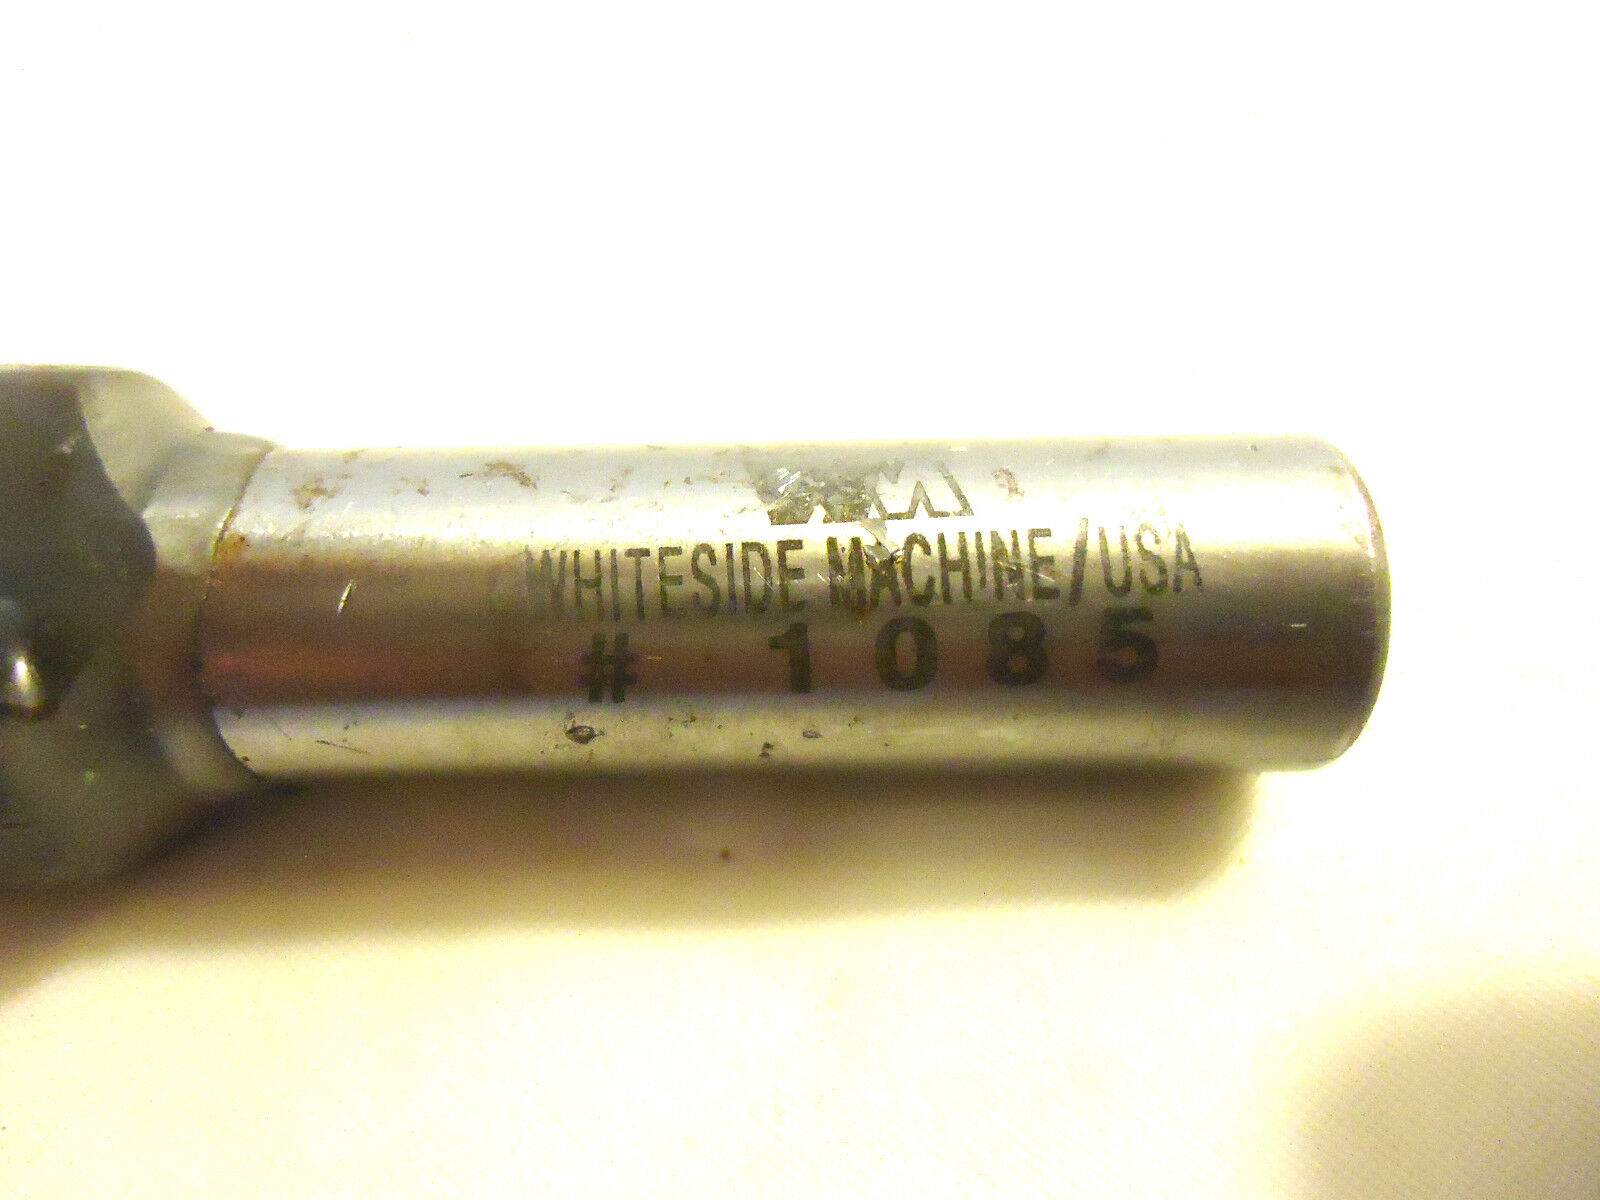 WHITESIDE MACHINE/USA
# 1085